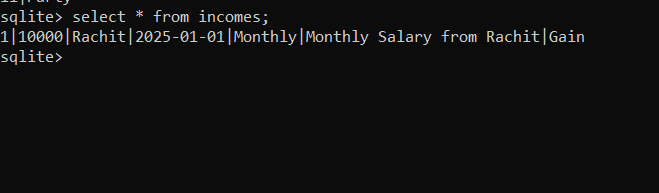 sqlite> select * from incomes;
1|10000|Rachit|2025-01-01|Monthly|Monthly Salary from Rachit|Gain
sqlite>